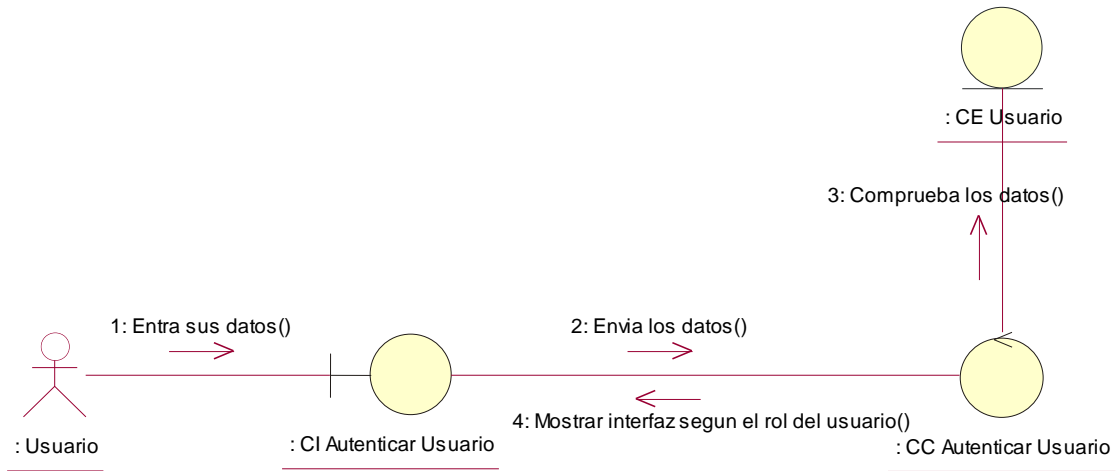 : CE Usuario
3: Comprueba los datos()
1: Entra sus datos()
2: Envia los datos()
4: Mostrar interfaz segun el rol del usuario()
: Usuario
: CI Autenticar Usuario
: CC Autenticar Usuario